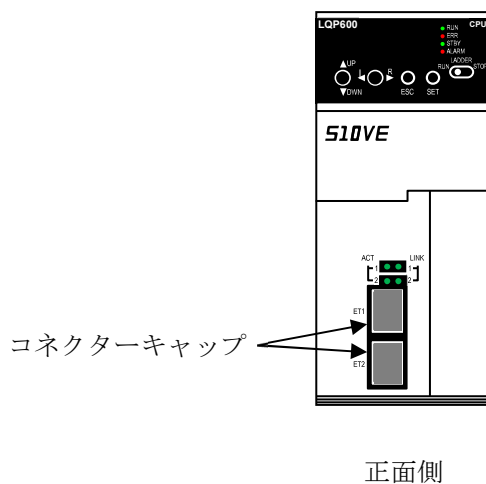 LQP600 CPU
RUN
ERR
STBY
ALARM
LADDER
RUN STOP
▲UP
◀L R▶
▼DWN ESC SET
S10VE
ACT LINK
1 1
2 2
ET1
コネクターキャップ
ET2
正面側